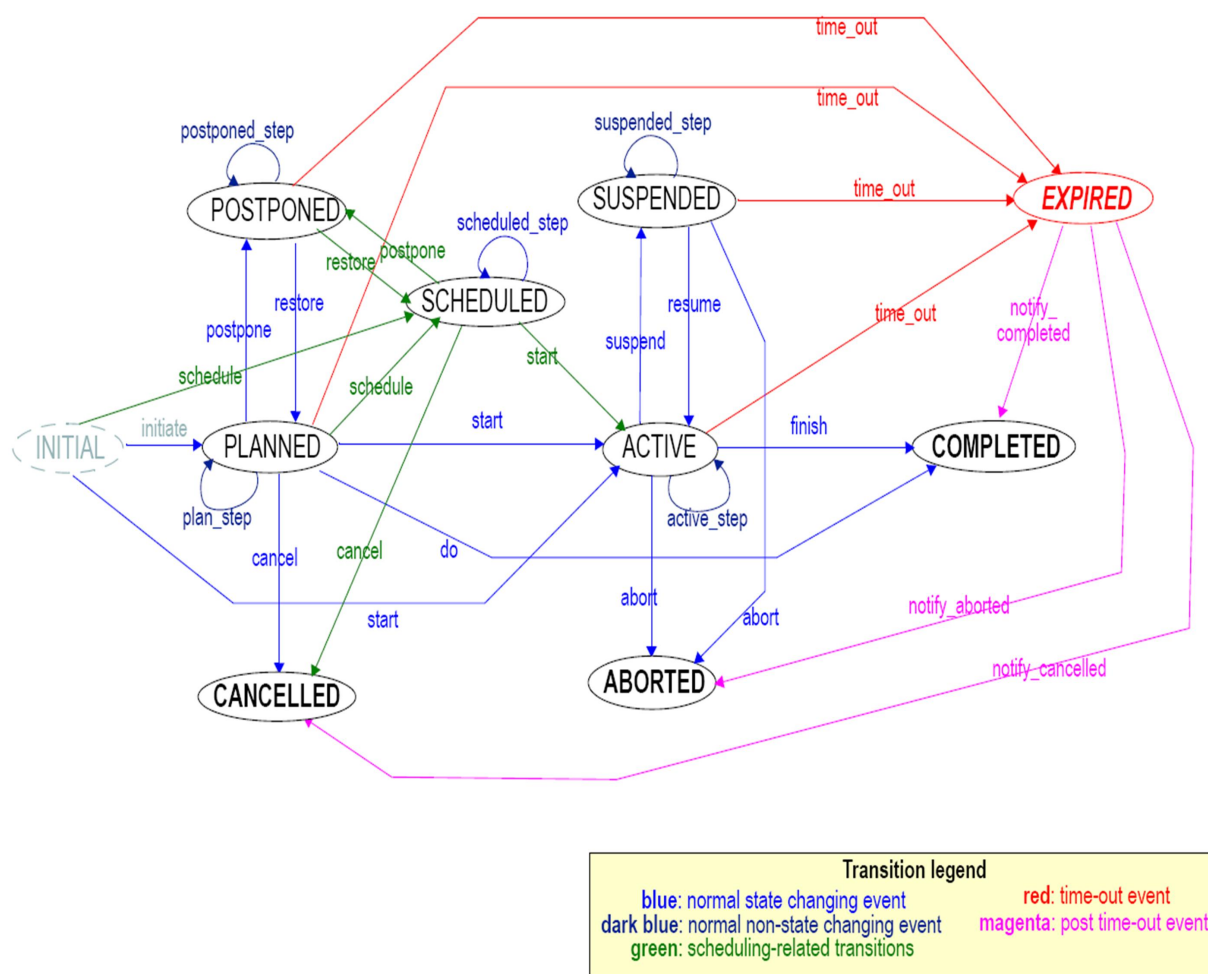 time_out
time_out
postponed_step
suspended_step
POSTPONED
SUSPENDED
time_out
EXPIRED
scheduled_step
postpone
restore
SCHEDULED
restore
resume
notify_
completed
postpone
suspend
time_out
start
schedule
schedule
INITIAL
initiate
PLANNED
start
ACTIVE
finish
COMPLETED
plan_step
active_step
cancel
cancel
do
abort
start
abort
notify_aborted
notify_cancelled
CANCELLED
ABORTED
Transition legend
blue: normal state changing event
red: time-out event
dark blue: normal non-state changing event
magenta: post time-out event
green: scheduling-related transitions